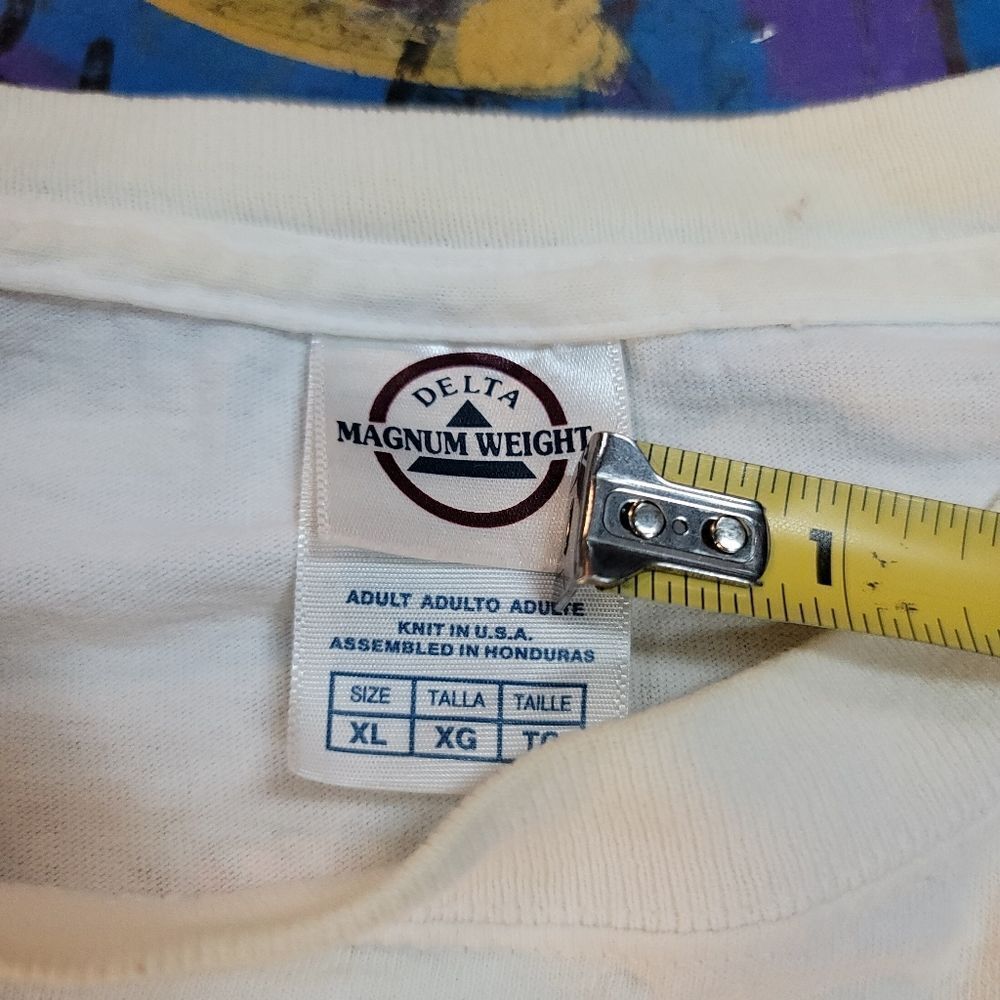 DELTA
MAGNUM WEIGHT
1
ADULT ADULTO ADULTE
KNIT IN U.S.A.
ASSEMBLED IN HONDURAS
SIZE TALLA TAILLE
XL XG